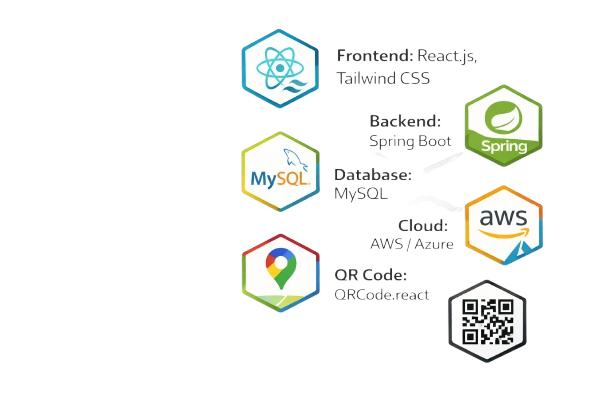 Frontend: React.js,
Tailwind CSS
Backend:
Spring Boot
Spring
MySQL
Database:
MySQL
aws
Cloud:
AWS / Azure
QR Code:
QRCode.react